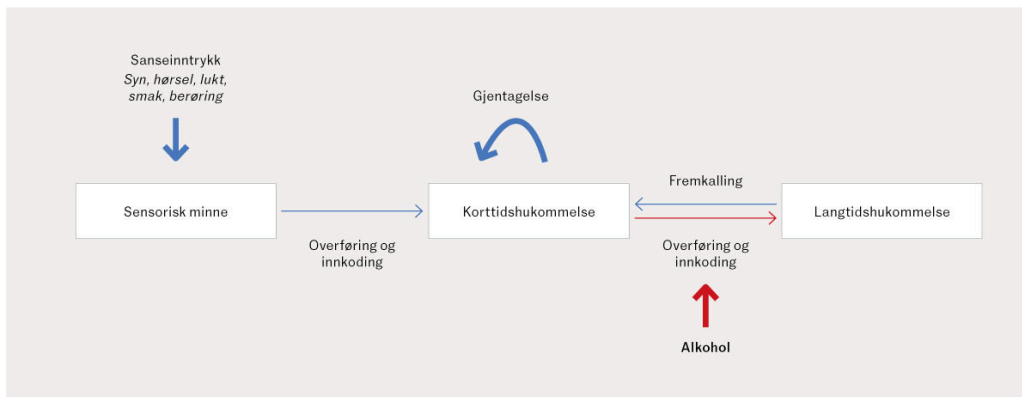 Sanseinntrykk
Syn, hørsel, lukt,
smak, berøring
Gjentagelse
Sensorisk minne
Overføring og
innkoding
Korttidshukommelse
Fremkalling
Overføring og
innkoding
Langtidshukommelse
Alkohol